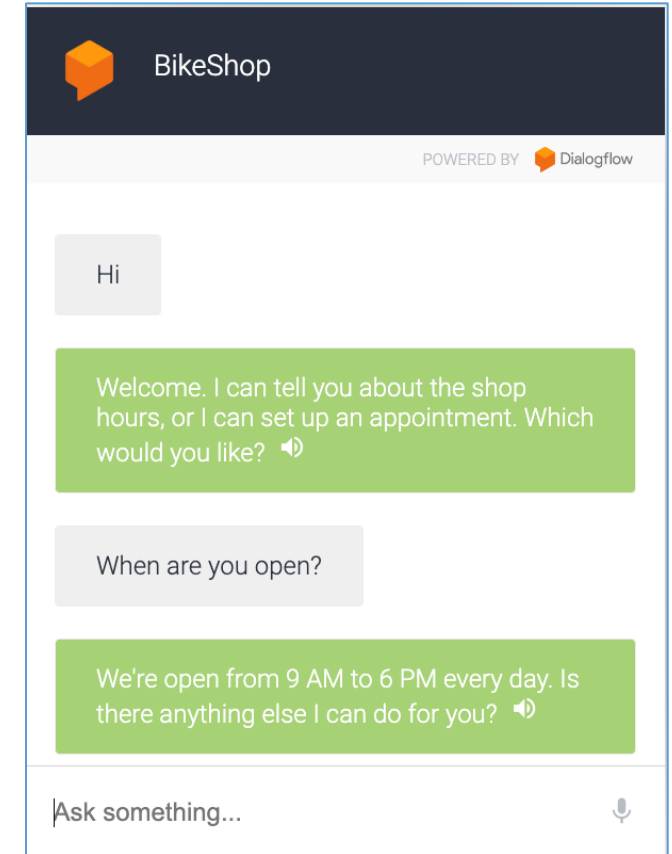 BikeShop
POWERED BY Dialogflow
Hi
Welcome. I can tell you about the shop
hours, or I can set up an appointment. Which
would you like?
When are you open?
We're open from 9 AM to 6 PM every day. Is
there anything else I can do for you?
Ask something...